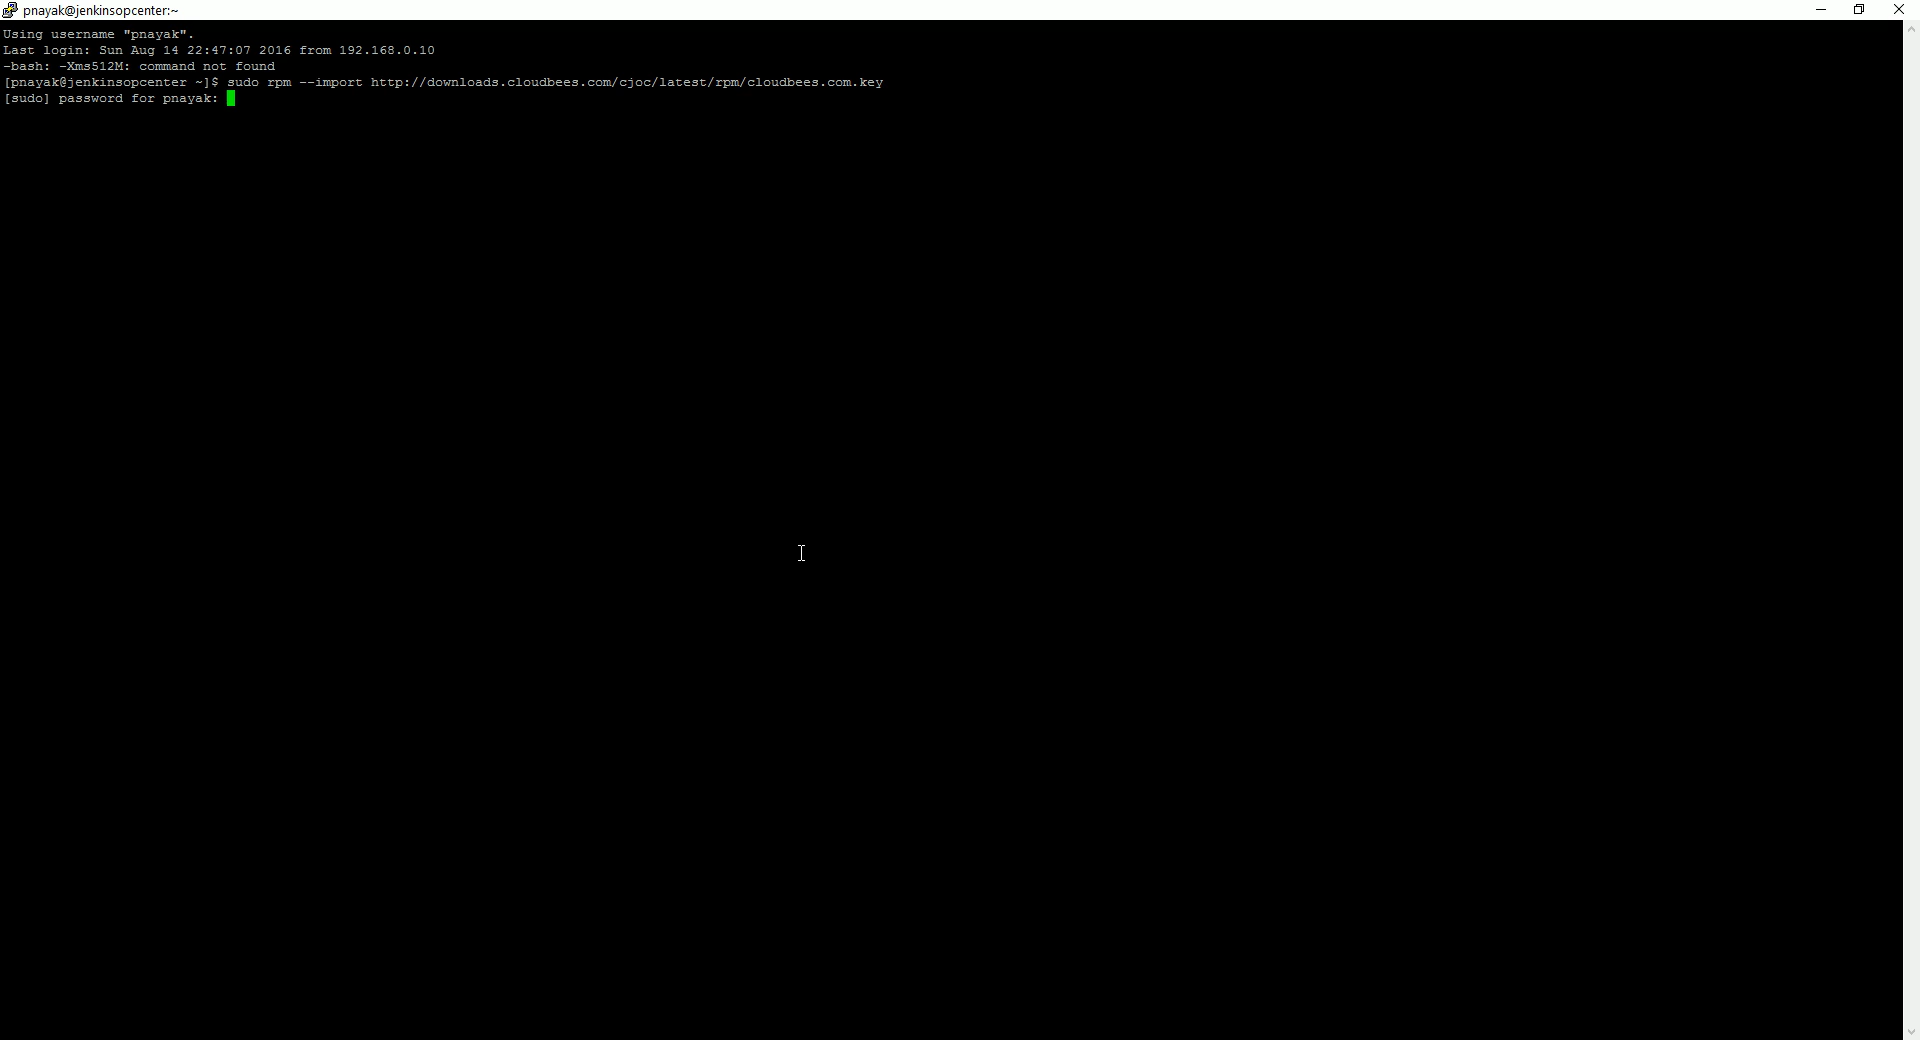 pnayak@jenkinsopcenter:~
Using username "pnayak".
Last login: Sun Aug 14 22:47:07 2016 from 192.168.0.10
-bash: -Xms512M: command not found
[pnayak@jenkinsopcenter ~]$ sudo rpm --import http://downloads.cloudbees.com/cjoc/latest/rpm/cloudbees.com.key
[sudo] password for pnayak: